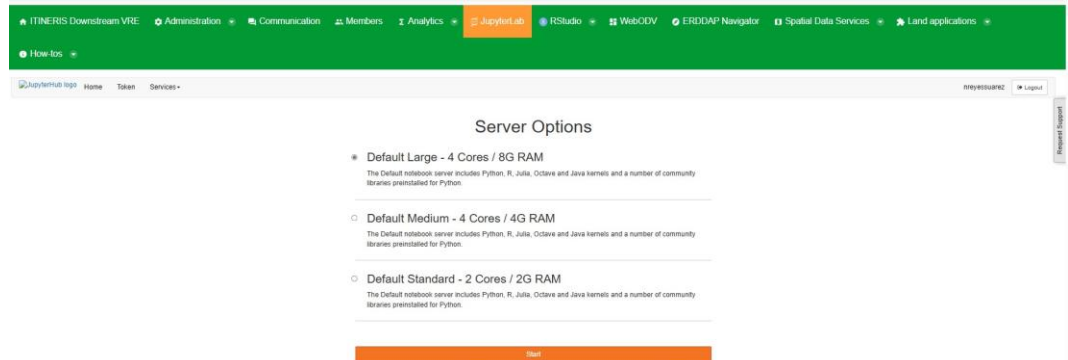 ITINERIS Downstream VRE Administration Communication Members Analytics JupyterLab RStudio WebODV ERDDAP Navigator Spatial Data Services Land applications
How-tos
JupyterHub logo Home Token Services nreyessuarez Logout
Request Support
Server Options
Default Large - 4 Cores / 8G RAM
The Default notebook server includes Python, R, Julia, Octave and Java kernels and a number of community
libraries preinstalled for Python.
Default Medium - 4 Cores / 4G RAM
The Default notebook server includes Python, R, Julia, Octave and Java kernels and a number of community
libraries preinstalled for Python.
Default Standard - 2 Cores / 2G RAM
The Default notebook server includes Python, R, Julia, Octave and Java kernels and a number of community
libraries preinstalled for Python.
Start